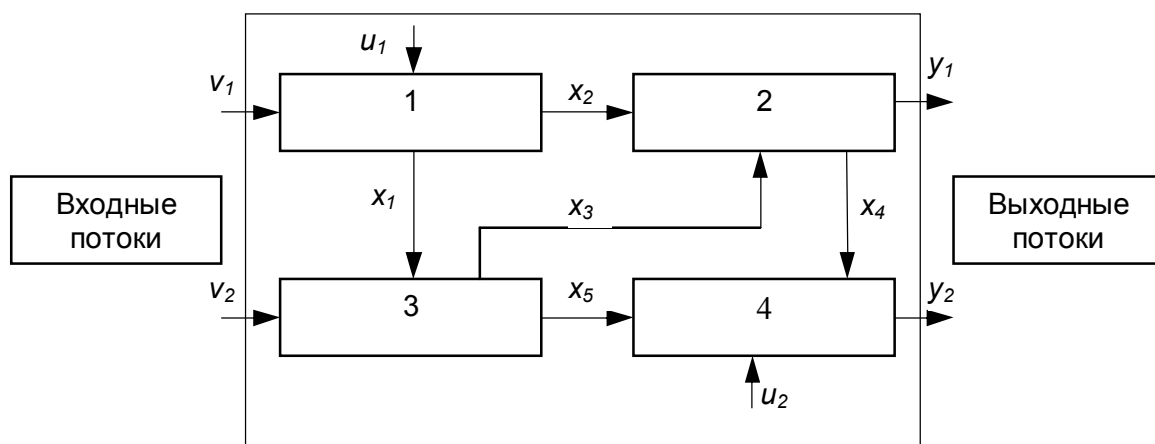 u1
v1
1
x2
2
y1
Входные
потоки
x1
x3
x4
Выходные
потоки
v2
3
x5
4
y2
u2